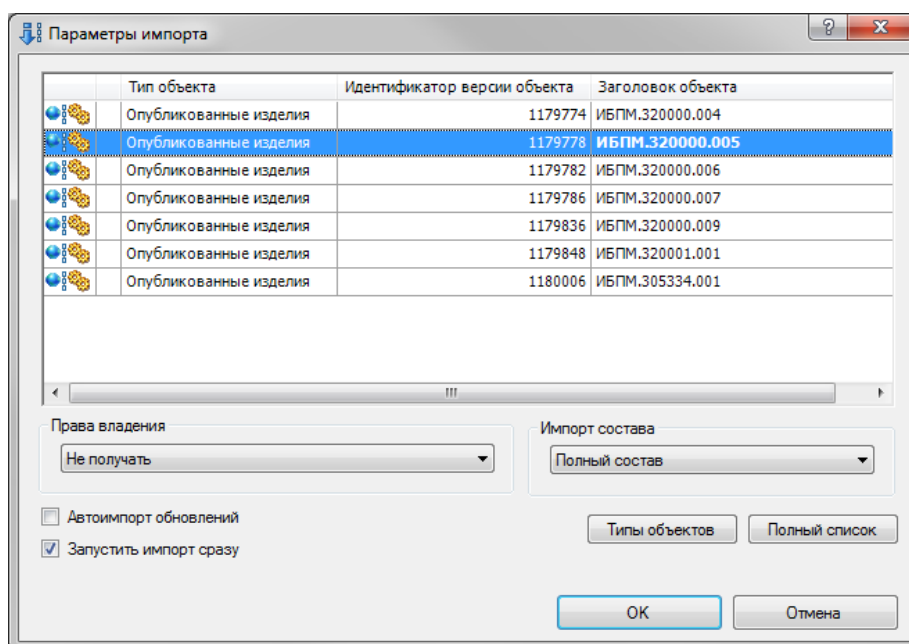 Параметры импорта
Тип объекта Идентификатор версии объекта Заголовок объекта
Опубликованные изделия 1179774 ИБПМ.320000.004
Опубликованные изделия 1179778 ИБПМ.320000.005
Опубликованные изделия 1179782 ИБПМ.320000.006
Опубликованные изделия 1179786 ИБПМ.320000.007
Опубликованные изделия 1179836 ИБПМ.320000.009
Опубликованные изделия 1179848 ИБПМ.320001.001
Опубликованные изделия 1180006 ИБПМ.305334.001
Права владения Импорт состава
Не получать Полный состав
Автоимпорт обновлений
Типы объектов Полный список
Запустить импорт сразу
OK Отмена